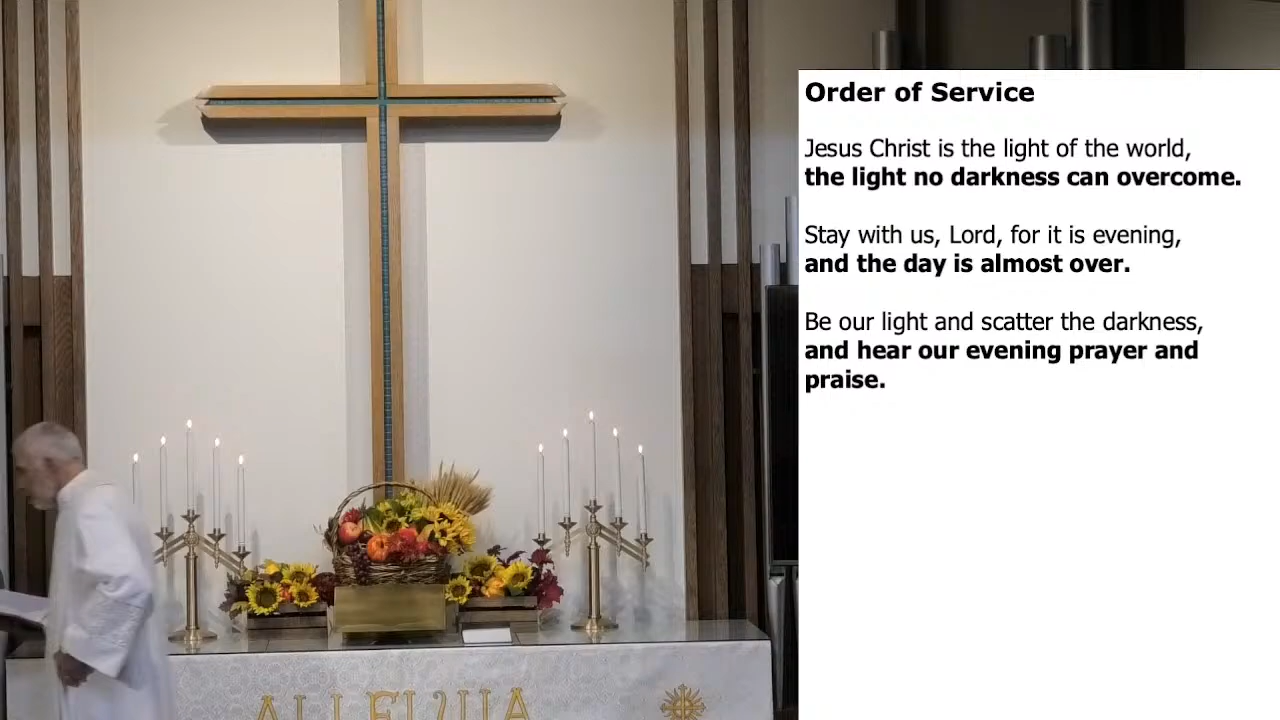 Order of Service
Jesus Christ is the light of the world,
the light no darkness can overcome.
Stay with us, Lord, for it is evening,
and the day is almost over.
Be our light and scatter the darkness,
and hear our evening prayer and
praise.
ALLELUIA